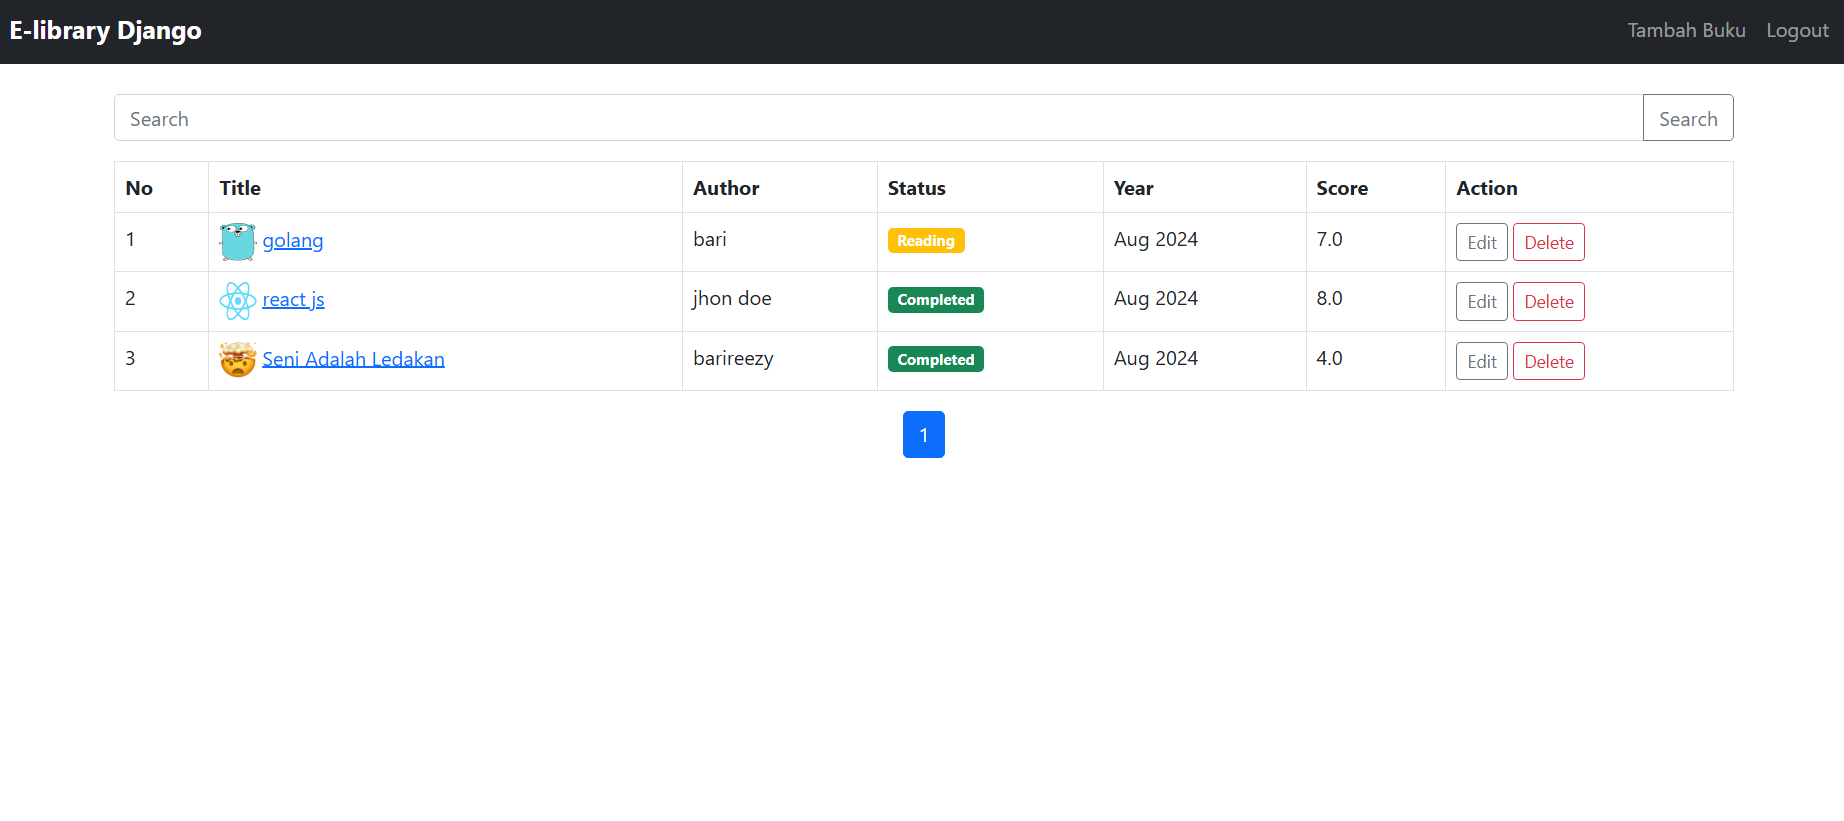 E-library Django Tambah Buku Logout
Search Search
No Title Author Status Year Score Action
1 golang bari Reading Aug 2024 7.0 Edit Delete
2 react js jhon doe Completed Aug 2024 8.0 Edit Delete
3 Seni Adalah Ledakan barireezy Completed Aug 2024 4.0 Edit Delete
1